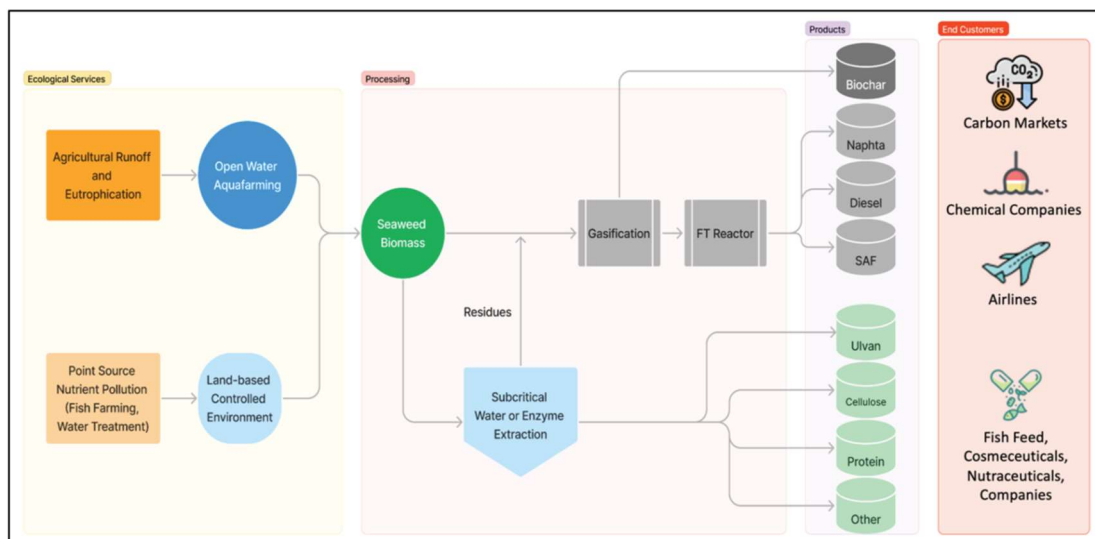 Ecological Services
Agricultural Runoff
and
Eutrophication
Open Water
Aquafarming
Point Source
Nutrient Pollution
(Fish Farming,
Water Treatment)
Land-based
Controlled
Environment
Processing
Seaweed
Biomass
Residues
Subcritical
Water or Enzyme
Extraction
Gasification
FT Reactor
Products
Biochar
Naphta
Diesel
SAF
Ulvan
Cellulose
Protein
Other
End Customers
CO2
$
Carbon Markets
Chemical Companies
Airlines
Fish Feed,
Cosmeceuticals,
Nutraceuticals,
Companies